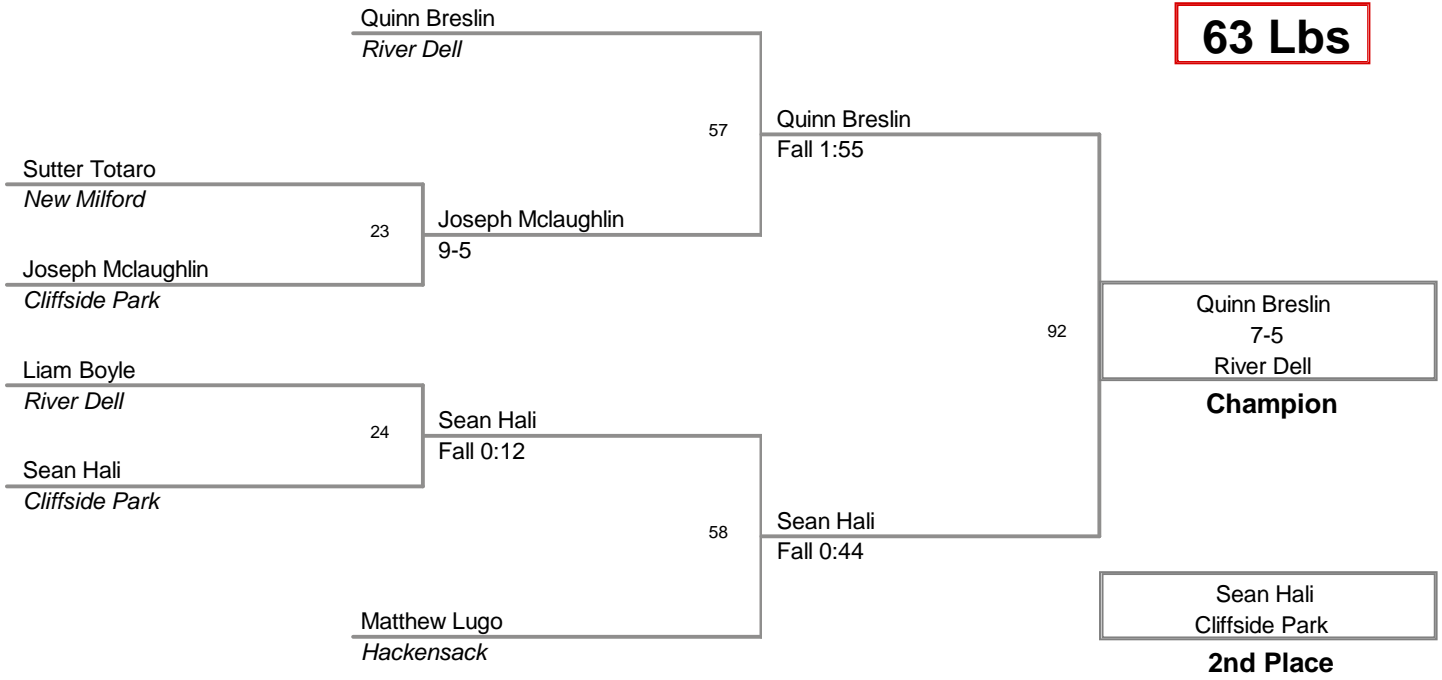 Quinn Breslin
River Dell
63 Lbs
57
Quinn Breslin
Fall 1:55
Sutter Totaro
New Milford
23
Joseph Mclaughlin
9-5
Joseph Mclaughlin
Cliffside Park
92
Quinn Breslin
7-5
River Dell
Champion
Liam Boyle
River Dell
24
Sean Hali
Fall 0:12
Sean Hali
Cliffside Park
58
Sean Hali
Fall 0:44
Matthew Lugo
Hackensack
Sean Hali
Cliffside Park
2nd Place